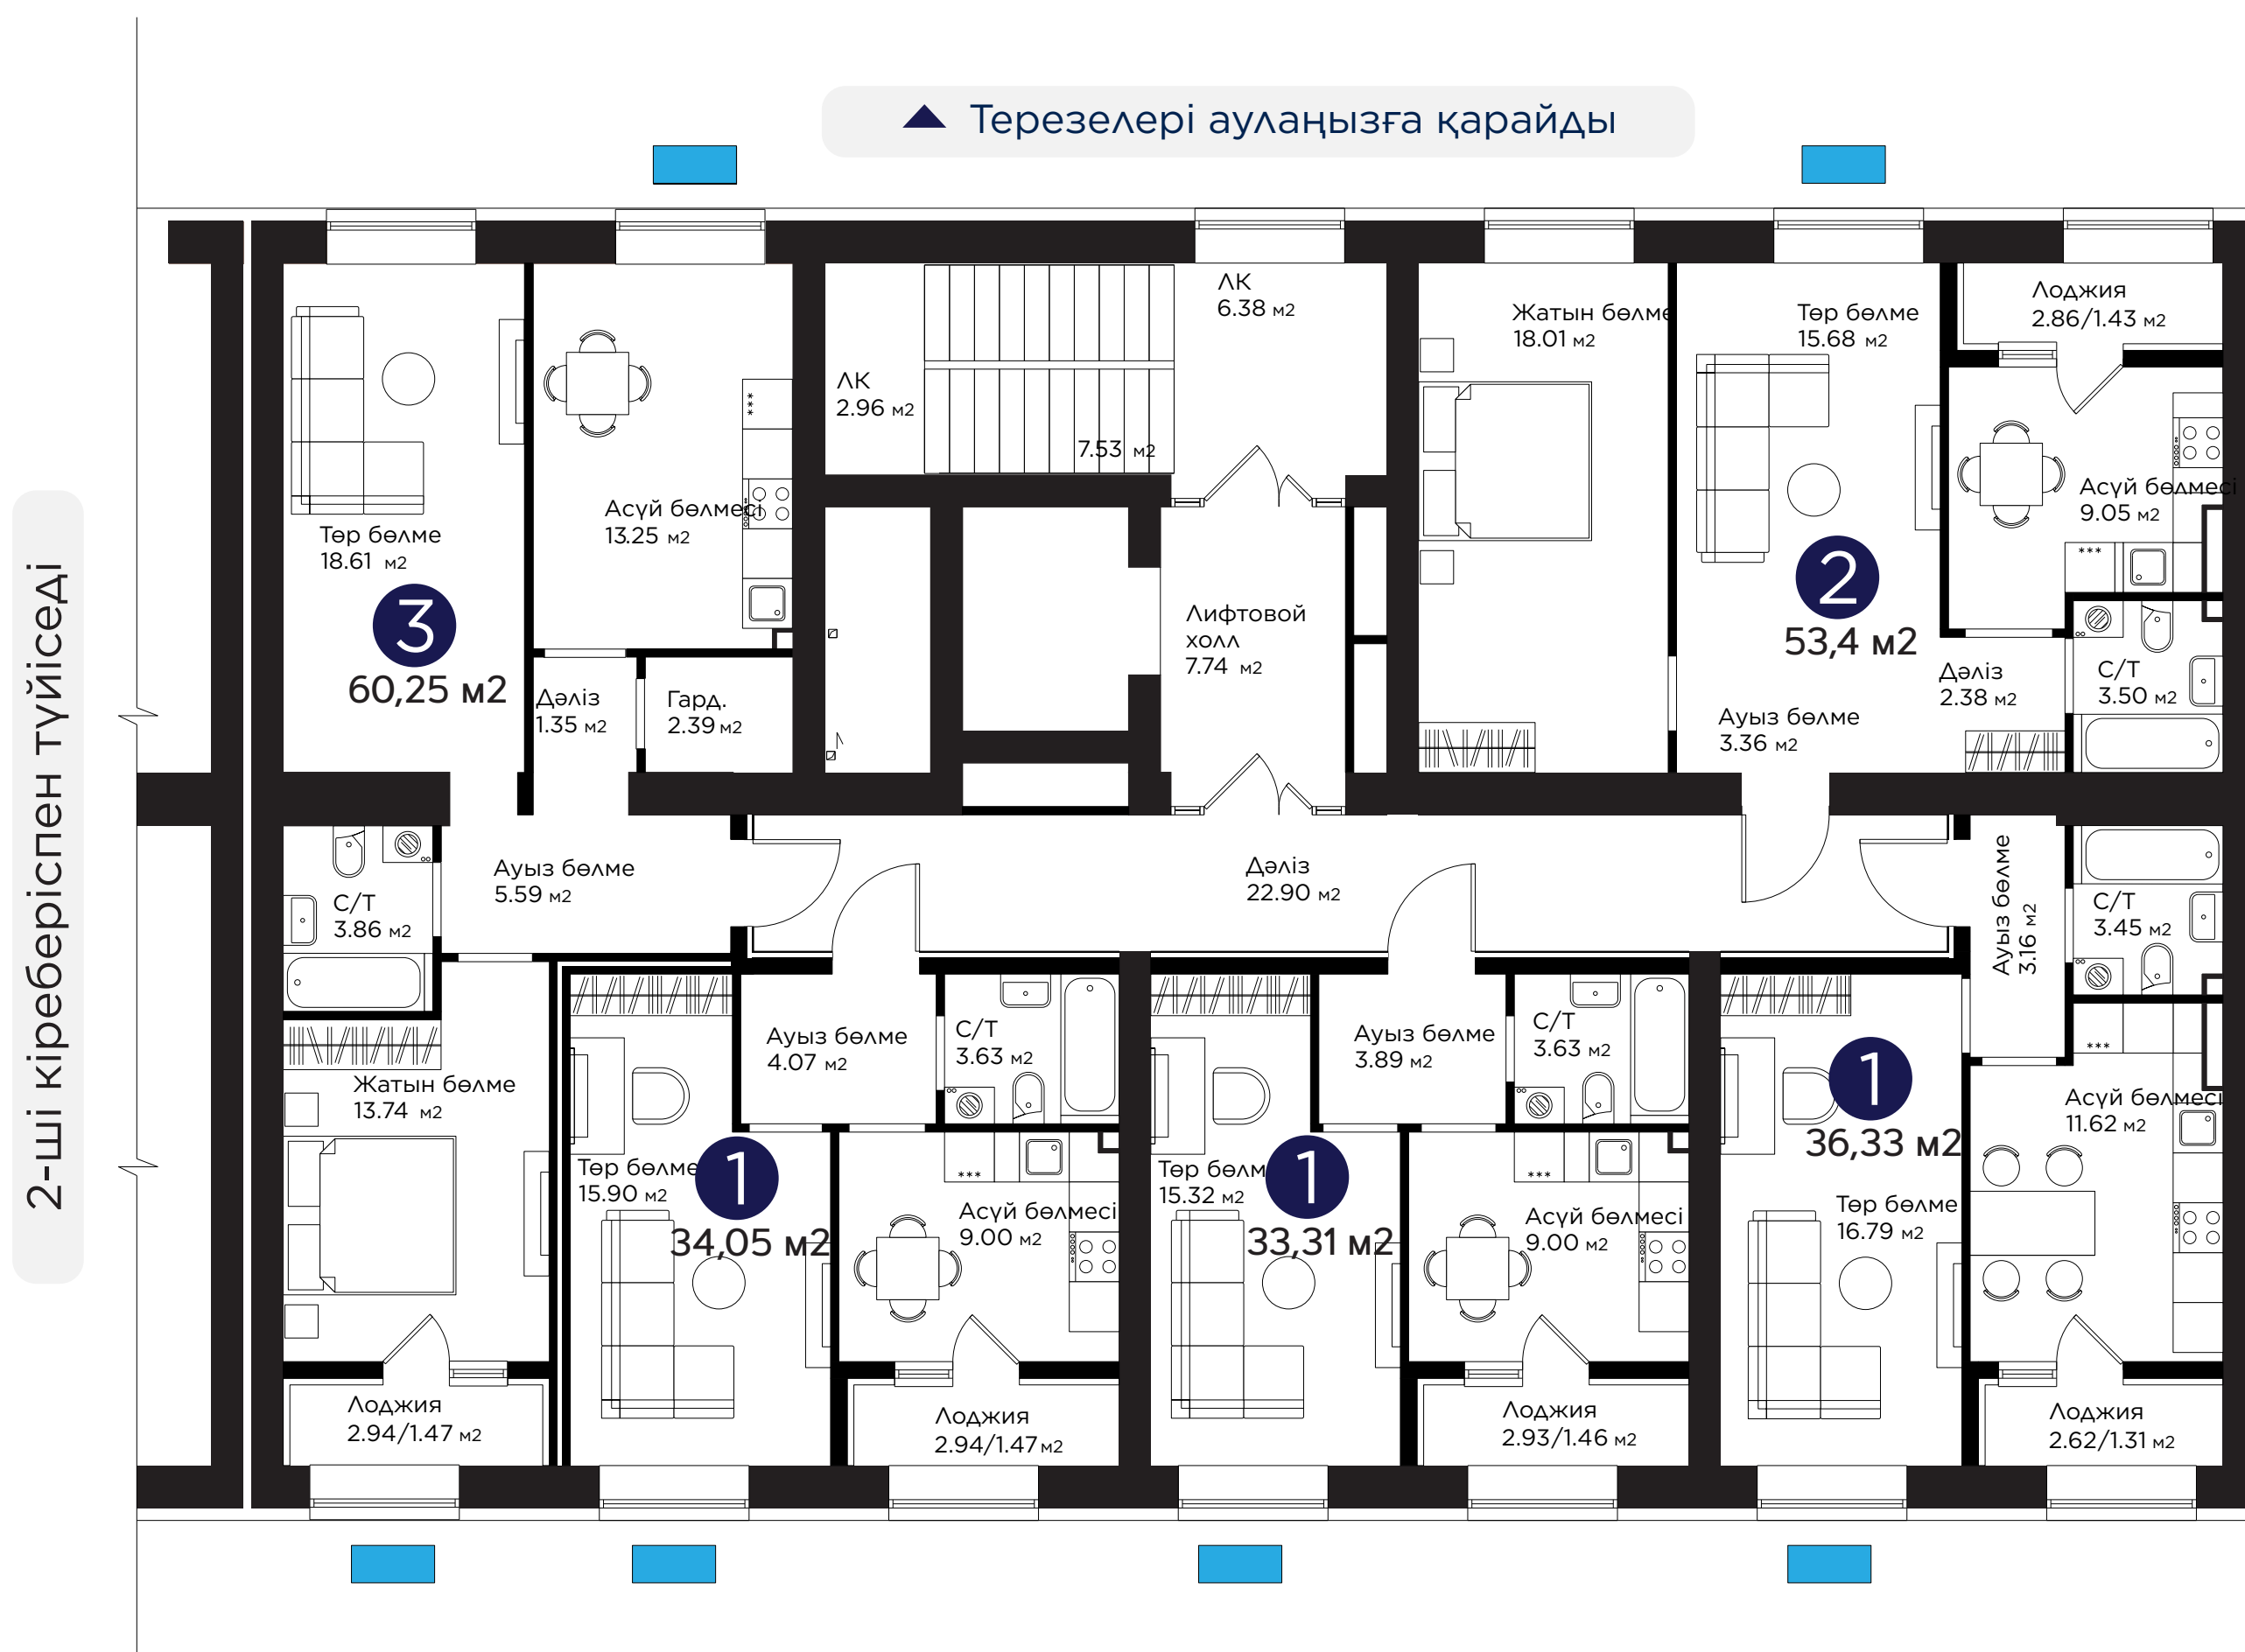 Терезелері аулаңызға қарайды
2-ші кіреберіспен түйіседі
ЛК
6.38 м2
ЛК
2.96 м2
7.53 м2
Жатын бөлме
18.01 м2
Төр бөлме
15.68 м2
Лоджия
2.86/1.43 м2
Асүй бөлмесі
9.05 м2
Төр бөлме
18.61 м2
3
60,25 м2
Асүй бөлмесі
13.25 м2
Дәліз
1.35 м2
Гард.
2.39 м2
Лифтовой
холл
7.74 м2
2
53,4 м2
Дәліз
2.38 м2
С/Т
3.50 м2
Ауыз бөлме
3.36 м2
Ауыз бөлме
5.59 м2
С/Т
3.86 м2
Дәліз
22.90 м2
Ауыз бөлме
3.16 м2
С/Т
3.45 м2
Жатын бөлме
13.74 м2
Лоджия
2.94/1.47 м2
Ауыз бөлме
4.07 м2
С/Т
3.63 м2
Төр бөлме
15.90 м2
1
34,05 м2
Асүй бөлмесі
9.00 м2
Лоджия
2.94/1.47 м2
Ауыз бөлме
3.89 м2
С/Т
3.63 м2
Төр бөлм
15.32 м2
1
33,31 м2
Асүй бөлмесі
9.00 м2
Лоджия
2.93/1.46 м2
1
36,33 м2
Төр бөлме
16.79 м2
Асүй бөлмесі
11.62 м2
Лоджия
2.62/1.31 м2